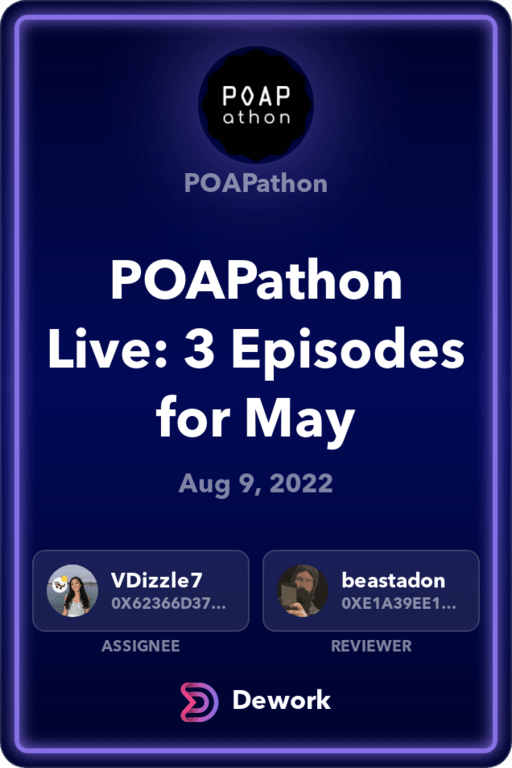 POAP
athon
POAPathon
POAPathon
Live: 3 Episodes
for May
Aug 9, 2022
VDizzle7
0X62366D37...
beastadon
0XE1A39EE1...
ASSIGNEE
REVIEWER
Dework